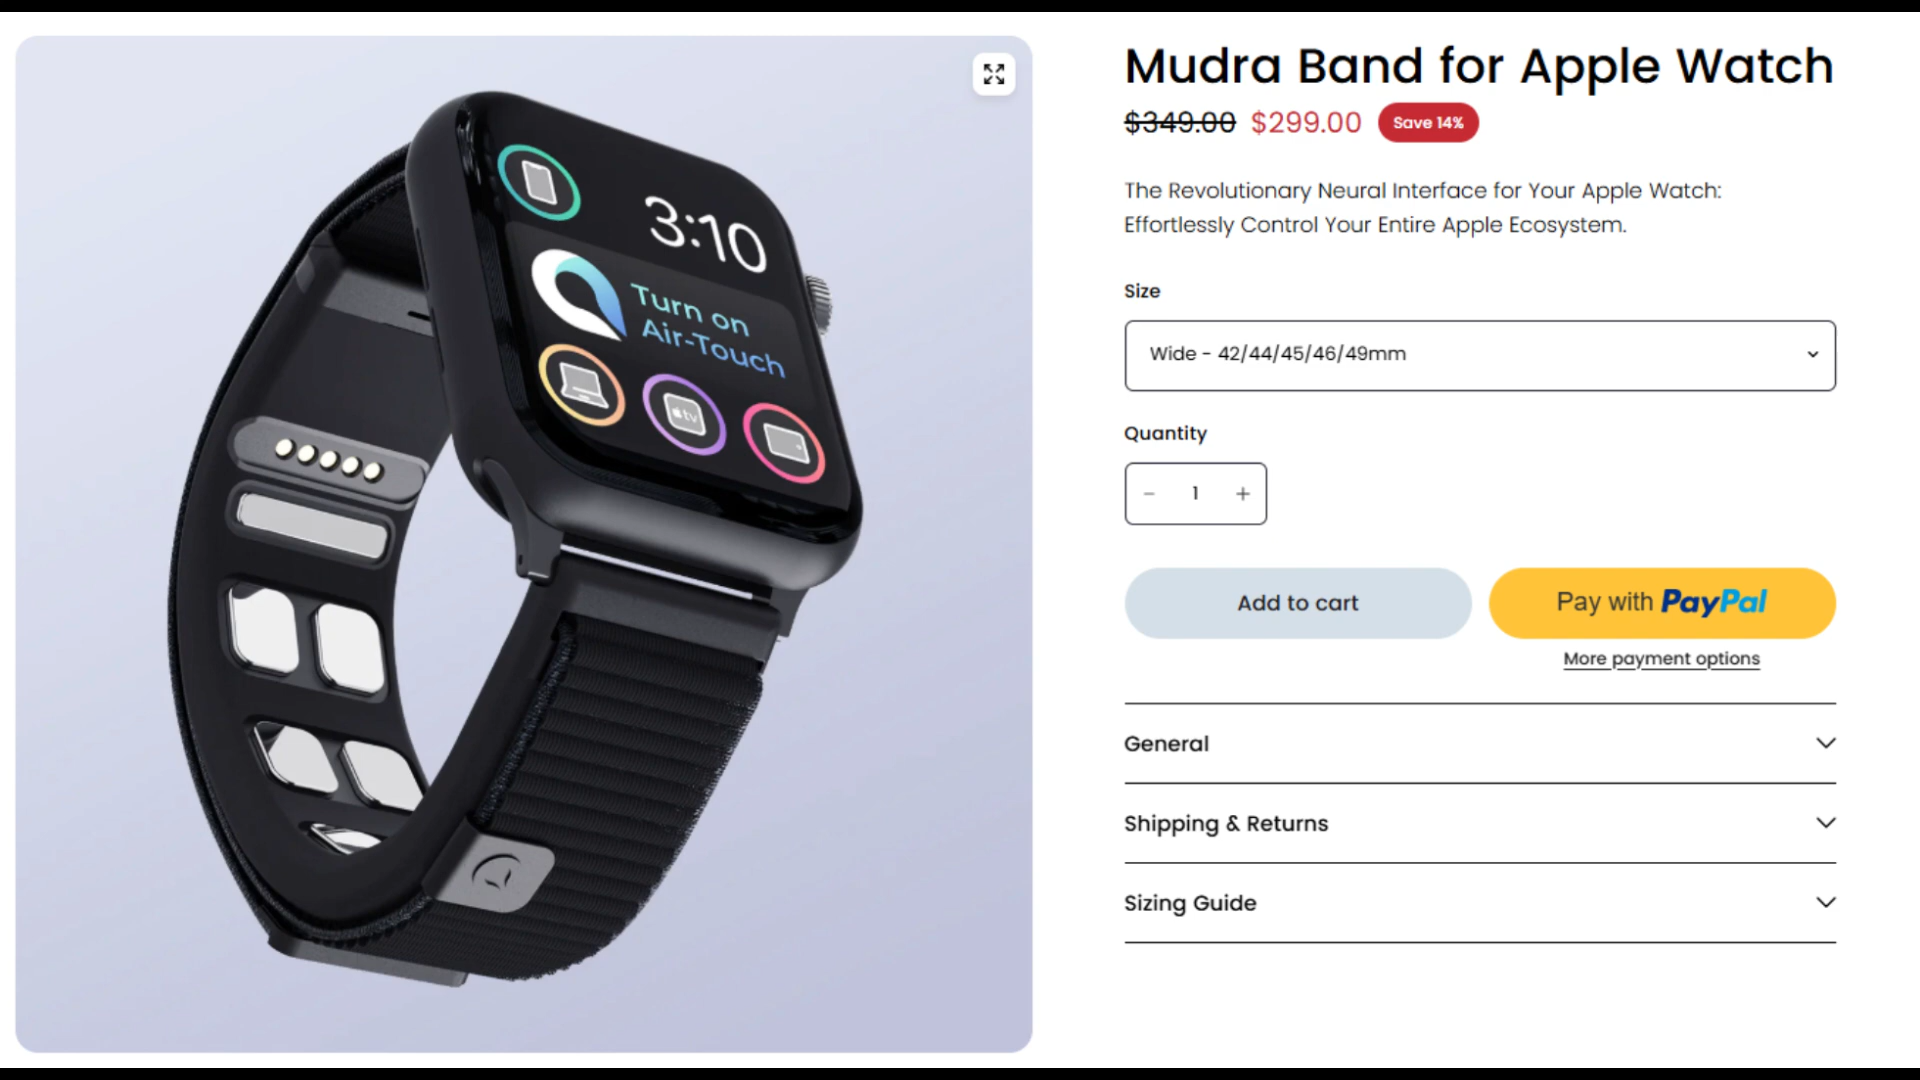 3:10
Turn on
Air-Touch
tv
Mudra Band for Apple Watch
$349.00 $299.00 Save 14%
The Revolutionary Neural Interface for Your Apple Watch:
Effortlessly Control Your Entire Apple Ecosystem.
Size
Wide - 42/44/45/46/49mm
Quantity
− 1 +
Add to cart
Pay with PayPal
More payment options
General
Shipping & Returns
Sizing Guide